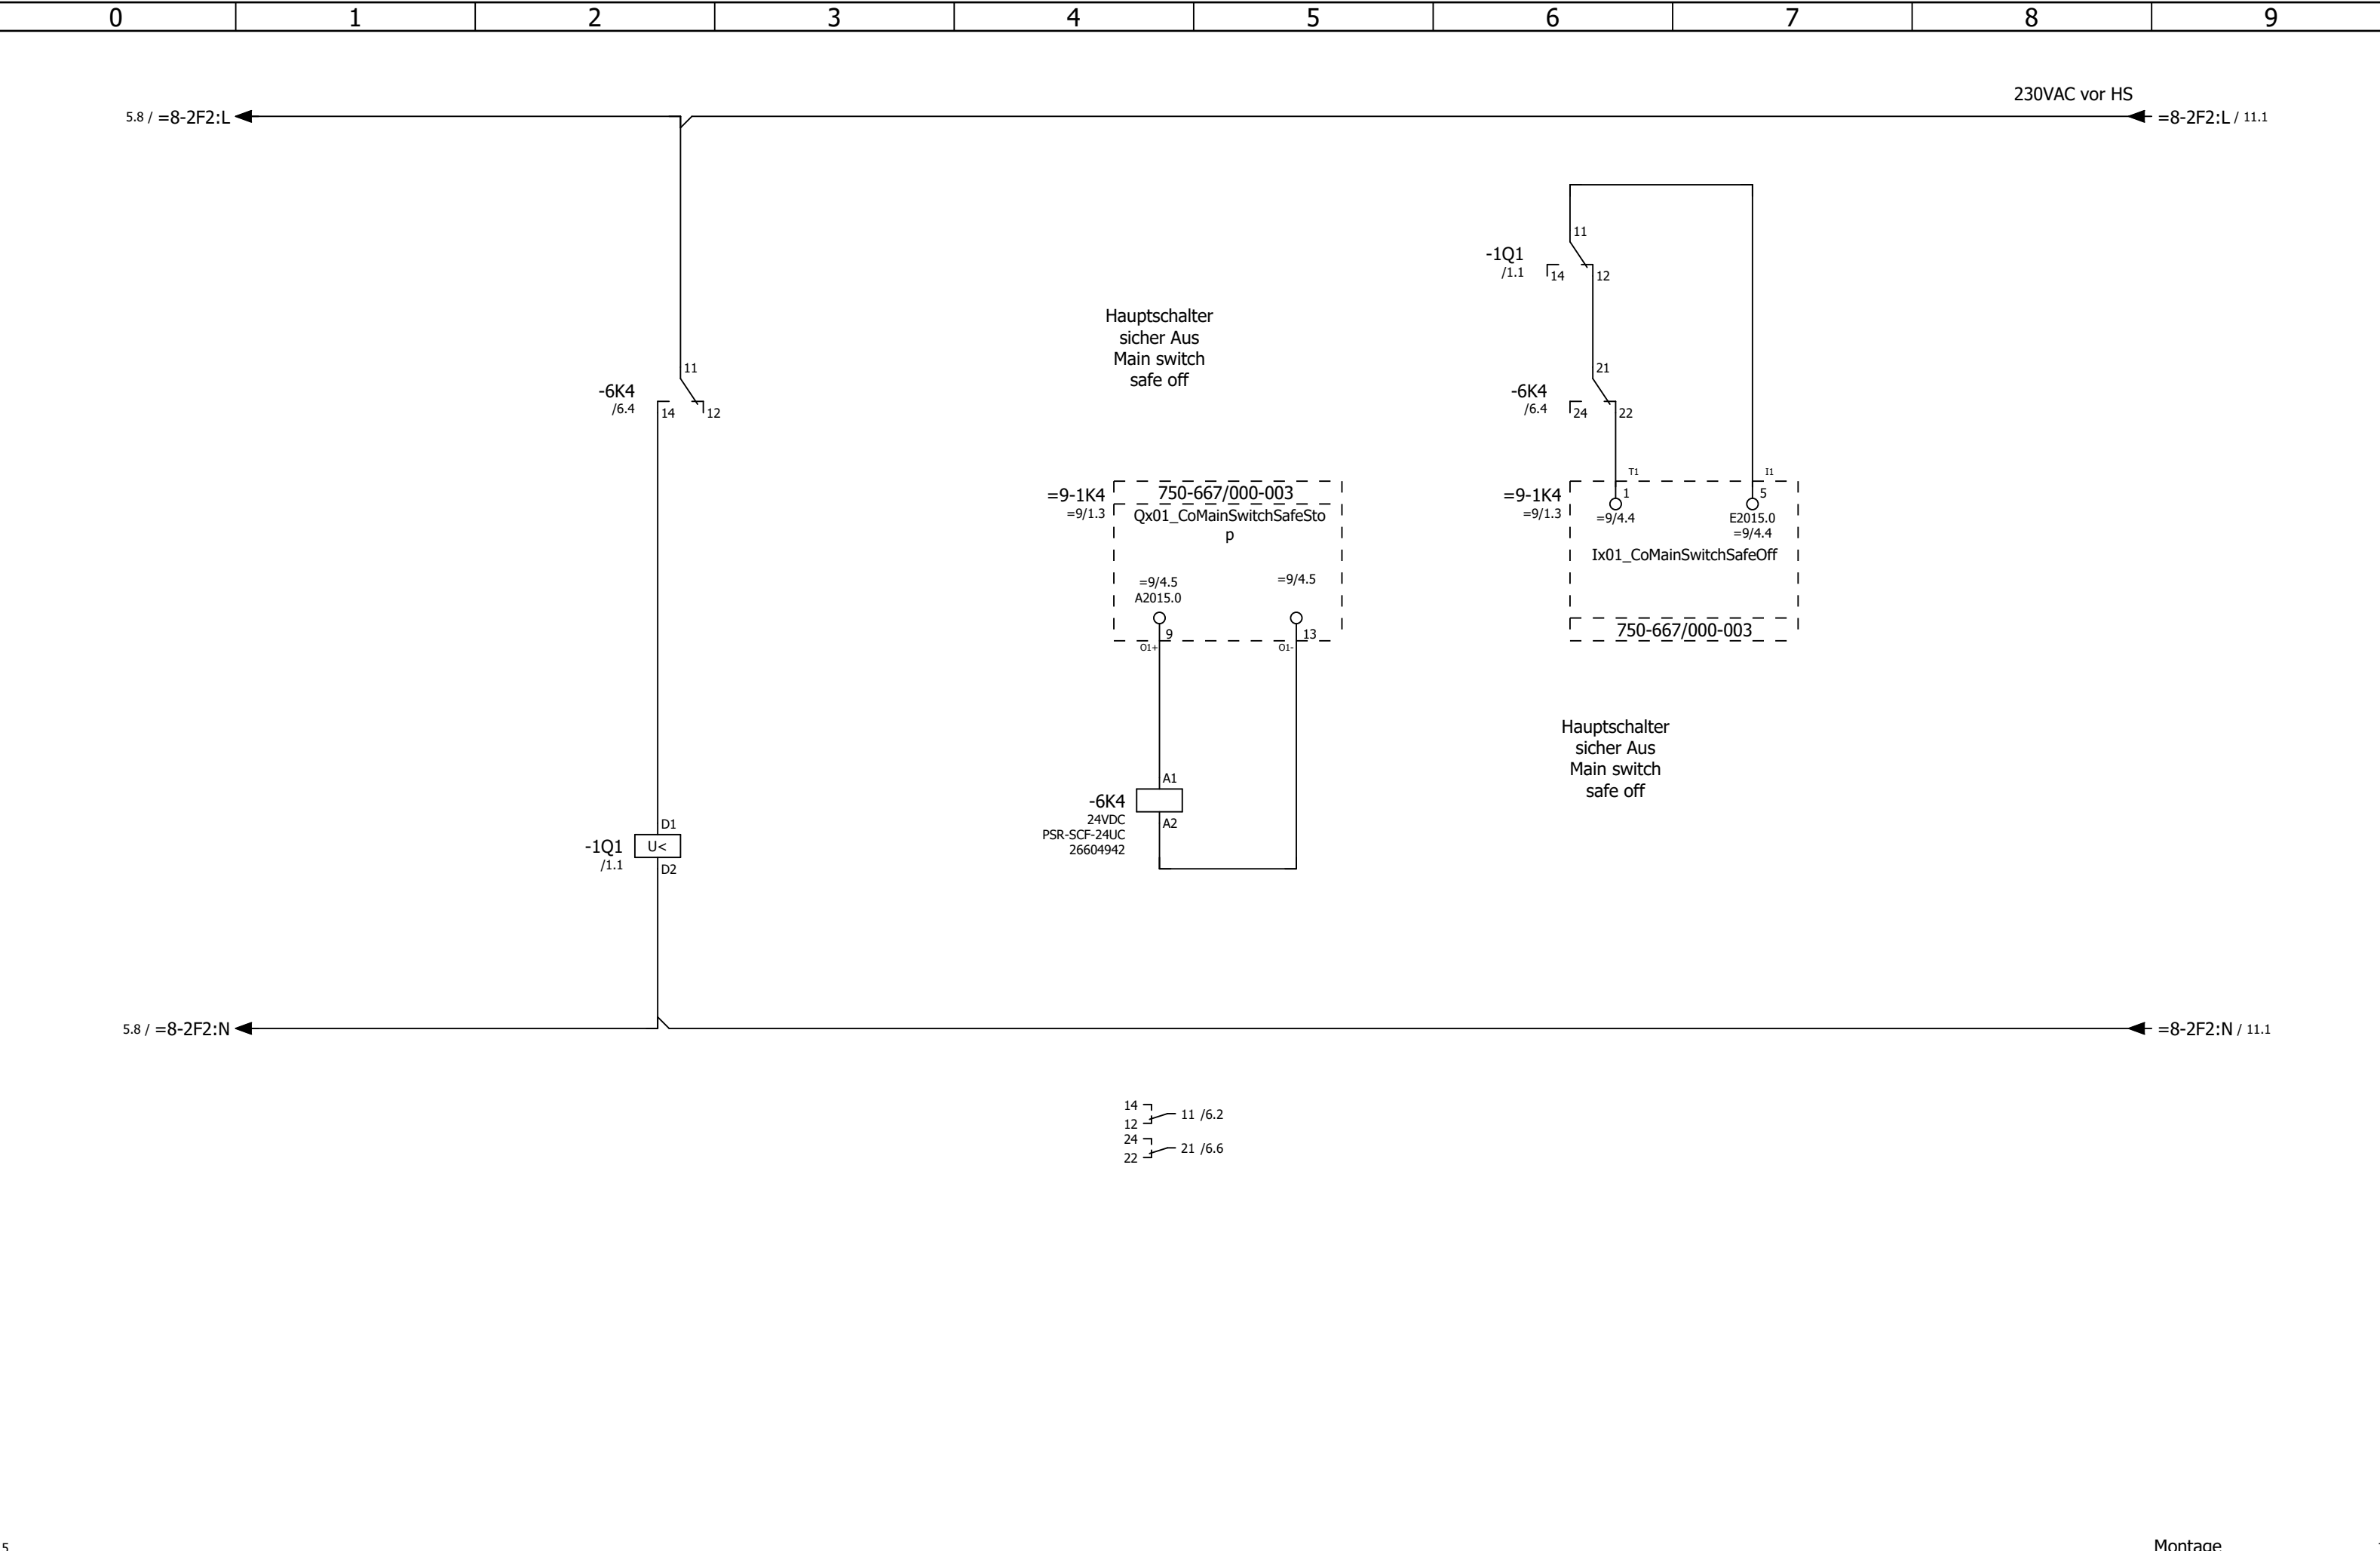 0 1 2 3 4 5 6 7 8 9
230VAC vor HS
5.8 / =8-2F2:L
=8-2F2:L / 11.1
11
-1Q1
/1.1
14
12
Hauptschalter
sicher Aus
Main switch
safe off
11
-6K4
/6.4
14
12
21
-6K4
/6.4
24
22
T1
I1
=9-1K4
=9/1.3
750-667/000-003
Qx01_CoMainSwitchSafeSto
p
=9/4.5
A2015.0
=9/4.5
9
13
O1+
O1-
=9-1K4
=9/1.3
1
5
=9/4.4
E2015.0
=9/4.4
Ix01_CoMainSwitchSafeOff
750-667/000-003
Hauptschalter
sicher Aus
Main switch
safe off
A1
-6K4
24VDC
PSR-SCF-24UC
26604942
A2
D1
-1Q1
/1.1
U<
D2
5.8 / =8-2F2:N
=8-2F2:N / 11.1
14
12
11 /6.2
24
22
21 /6.6
5
Montage